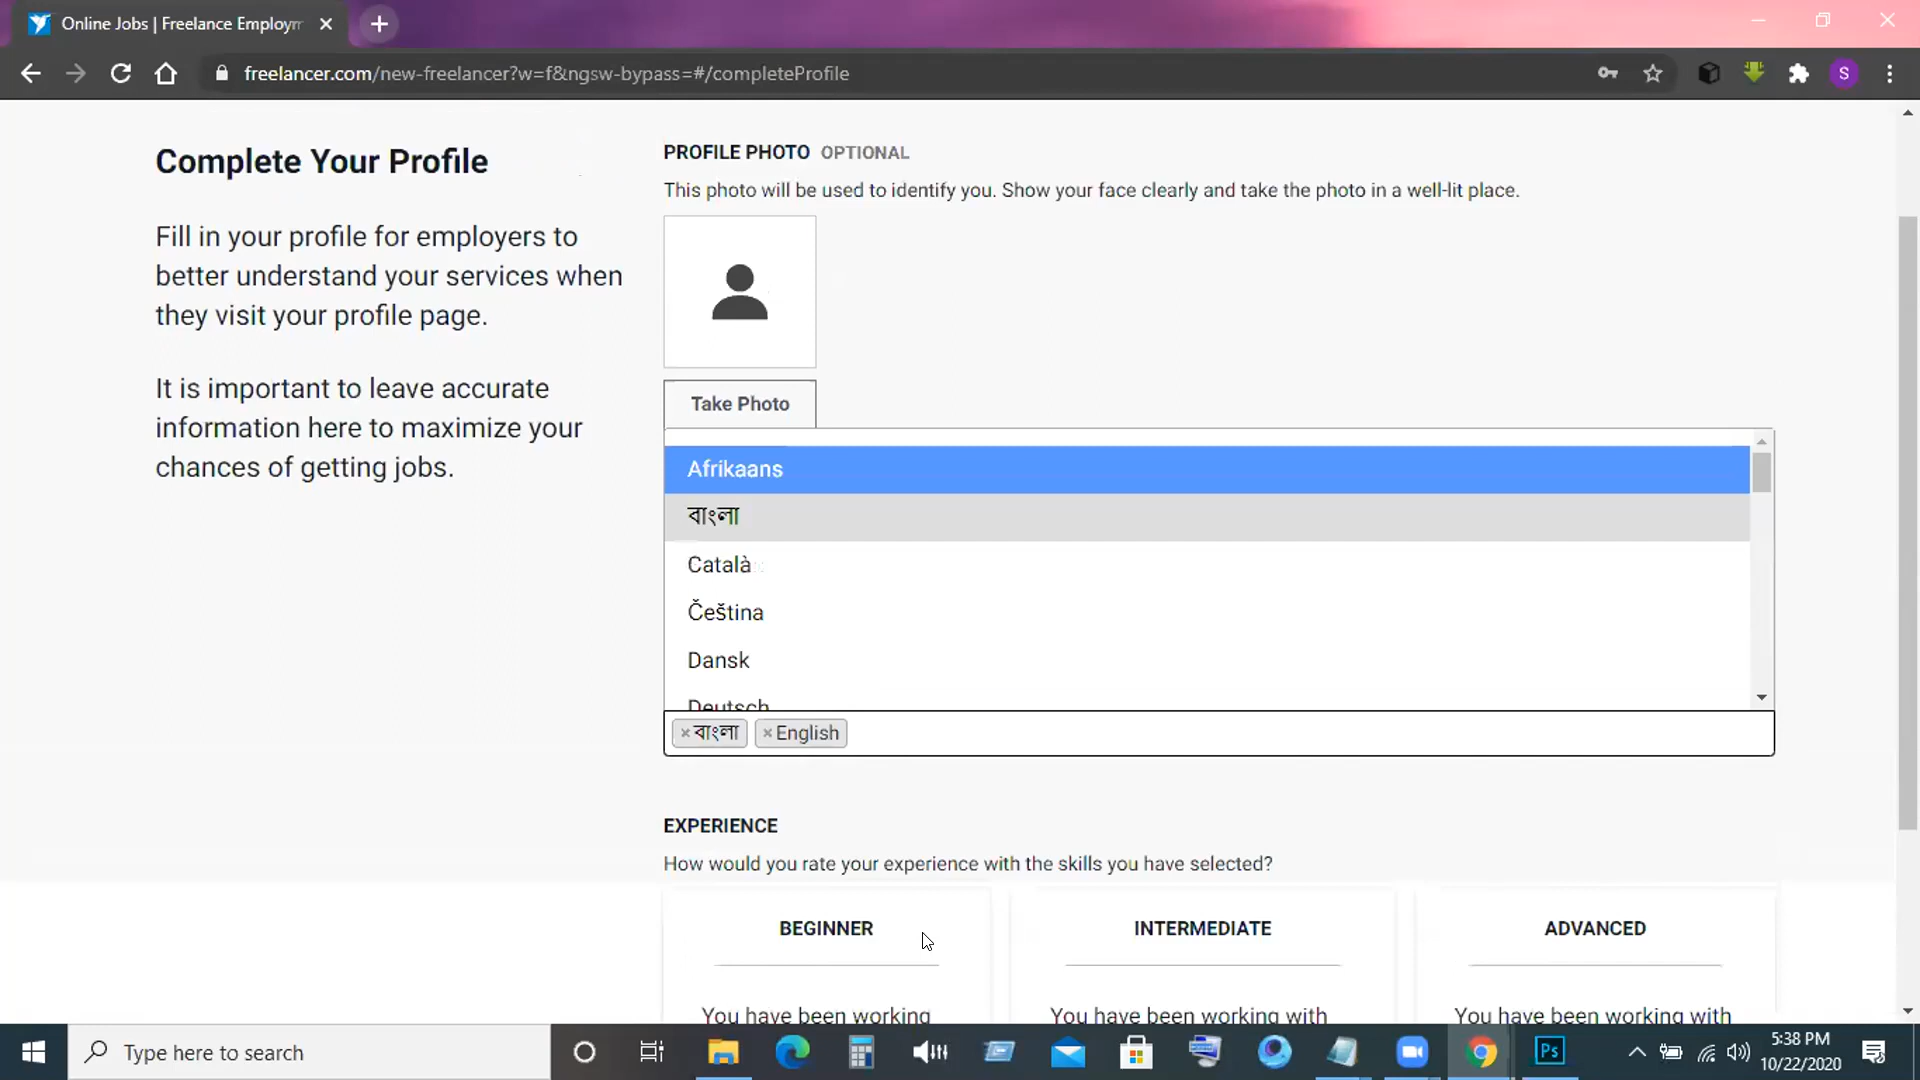 Online Jobs | Freelance Employm
freelancer.com/new-freelancer?w=f&ngsw-bypass=#/completeProfile
S
Complete Your Profile
Fill in your profile for employers to
better understand your services when
they visit your profile page.
It is important to leave accurate
information here to maximize your
chances of getting jobs.
PROFILE PHOTO OPTIONAL
This photo will be used to identify you. Show your face clearly and take the photo in a well-lit place.
Take Photo
Afrikaans
বাংলা
Català
Čeština
Dansk
Deutsch
× বাংলা × English
EXPERIENCE
How would you rate your experience with the skills you have selected?
BEGINNER INTERMEDIATE ADVANCED
You have been working You have been working with You have been working with
Type here to search
Ps
5:38 PM
10/22/2020